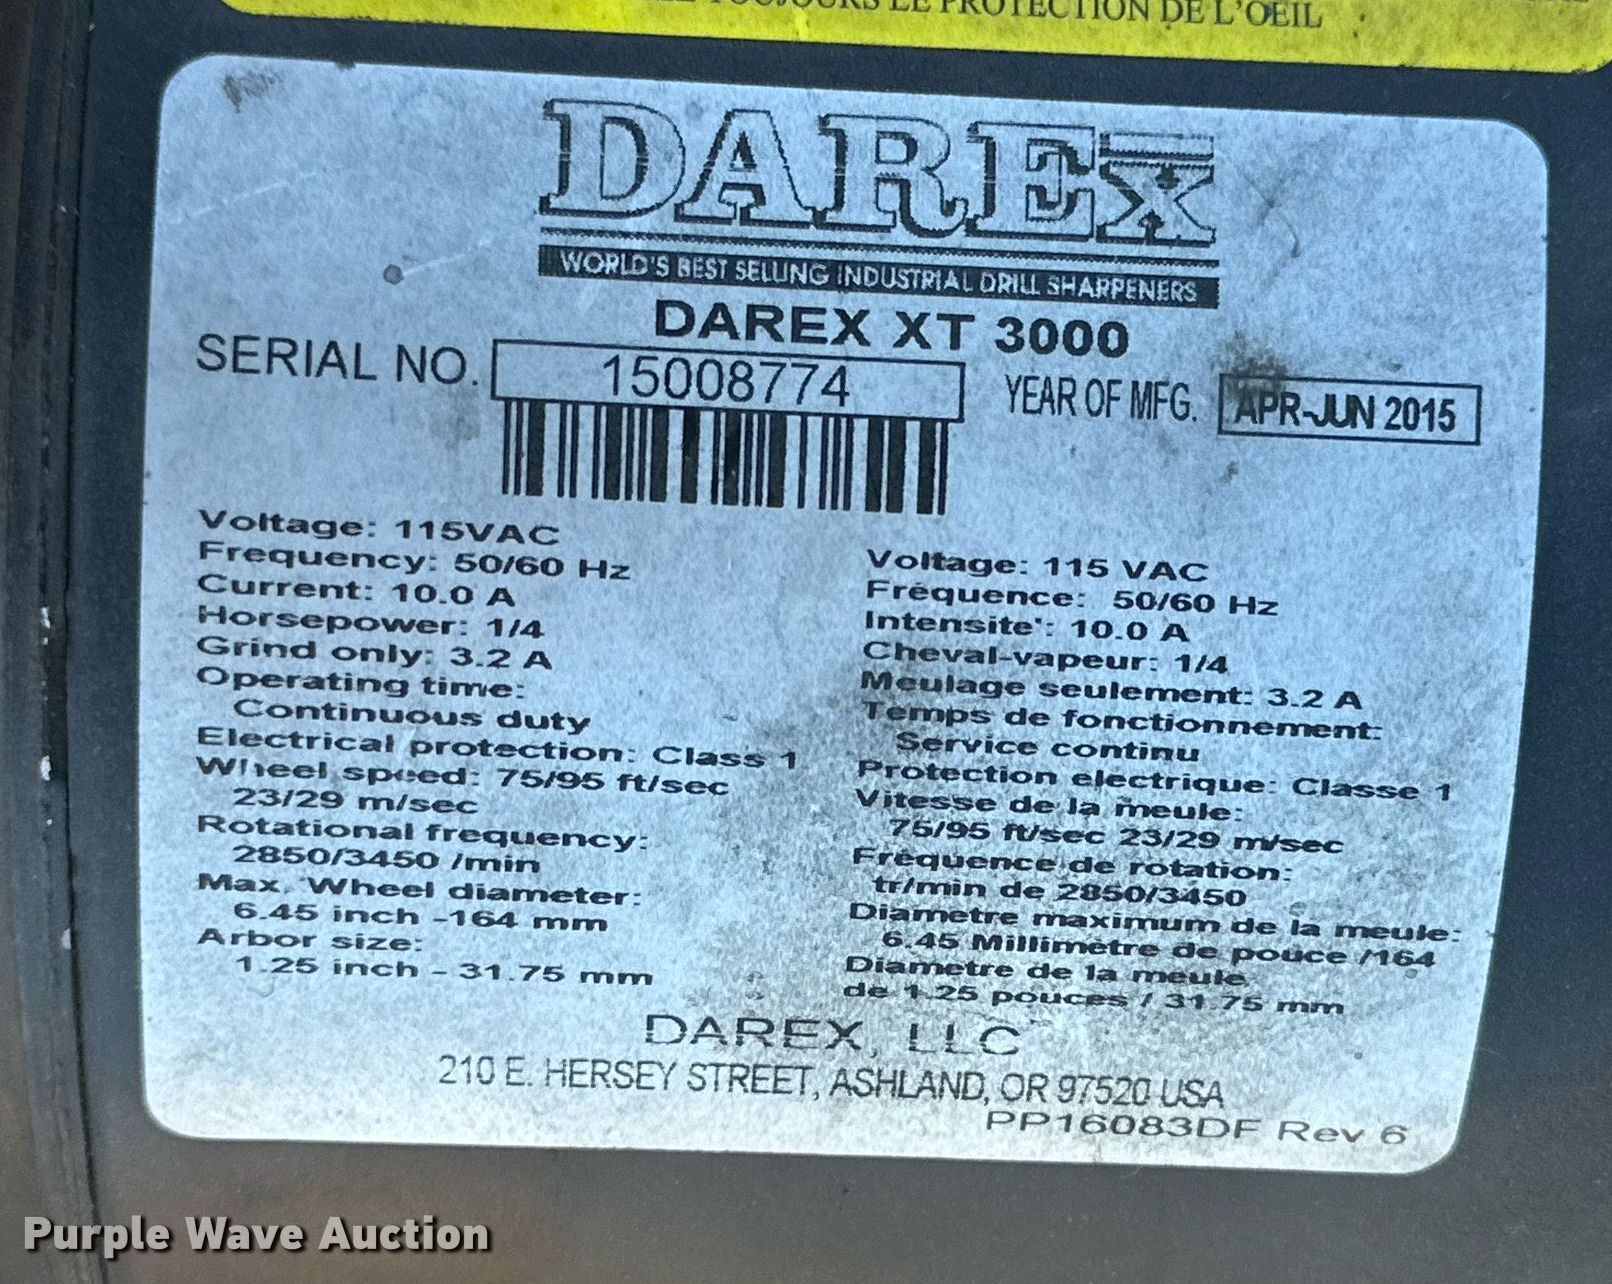 TOUJOURS LE PROTECTION DE L'OEIL
DAREX
WORLD'S BEST SELLING INDUSTRIAL DRILL SHARPENERS
DAREX XT 3000
SERIAL NO. 15008774 YEAR OF MFG. APR-JUN 2015
Voltage: 115VAC
Frequency: 50/60 Hz
Current: 10.0 A
Horsepower: 1/4
Grind only: 3.2 A
Operating time:
Continuous duty
Electrical protection: Class 1
Wheel speed: 75/95 ft/sec
23/29 m/sec
Rotational frequency:
2850/3450 /min
Max. Wheel diameter:
6.45 inch -164 mm
Arbor size:
1.25 inch - 31.75 mm
Voltage: 115 VAC
Fréquence: 50/60 Hz
Intensite': 10.0 A
Cheval-vapeur: 1/4
Meulage seulement: 3.2 A
Temps de fonctionnement:
Service continu
Protection electrique: Classe 1
Vitesse de la meule:
75/95 ft/sec 23/29 m/sec
Fréquence de rotation:
tr/min de 2850/3450
Diametre maximum de la meule:
6.45 Millimètre de pouce /164
Diametre de la meule
de 1.25 pouces / 31.75 mm
DAREX, LLC
210 E. HERSEY STREET, ASHLAND, OR 97520 USA
PP16083DF Rev 6
Purple Wave Auction